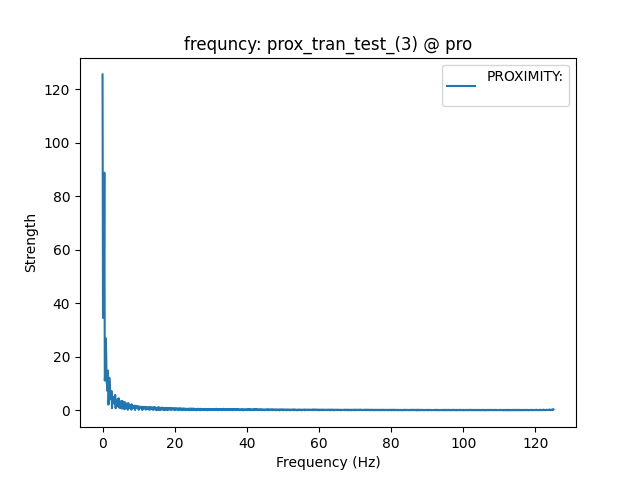 frequncy: prox_tran_test_(3) @ pro
PROXIMITY:
120
100
80
60
40
20
0
Strength
0 20 40 60 80 100 120
Frequency (Hz)